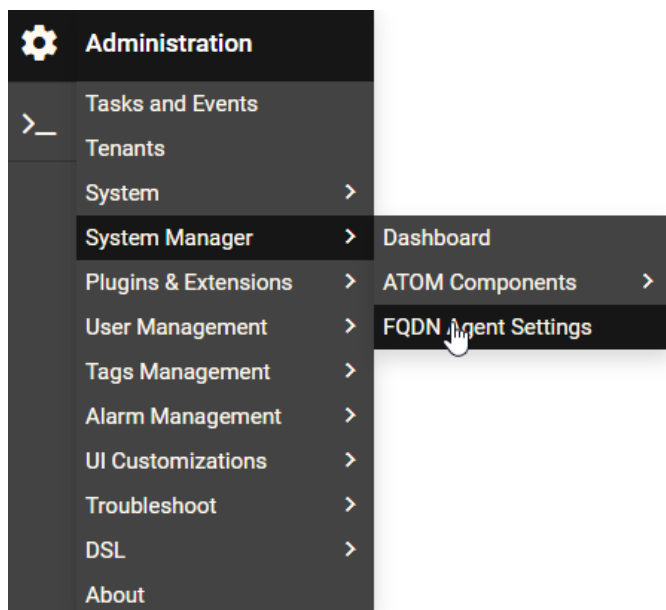 Administration
Tasks and Events
Tenants
System
System Manager
Plugins & Extensions
User Management
Tags Management
Alarm Management
UI Customizations
Troubleshoot
DSL
About
Dashboard
ATOM Components
FQDN Agent Settings